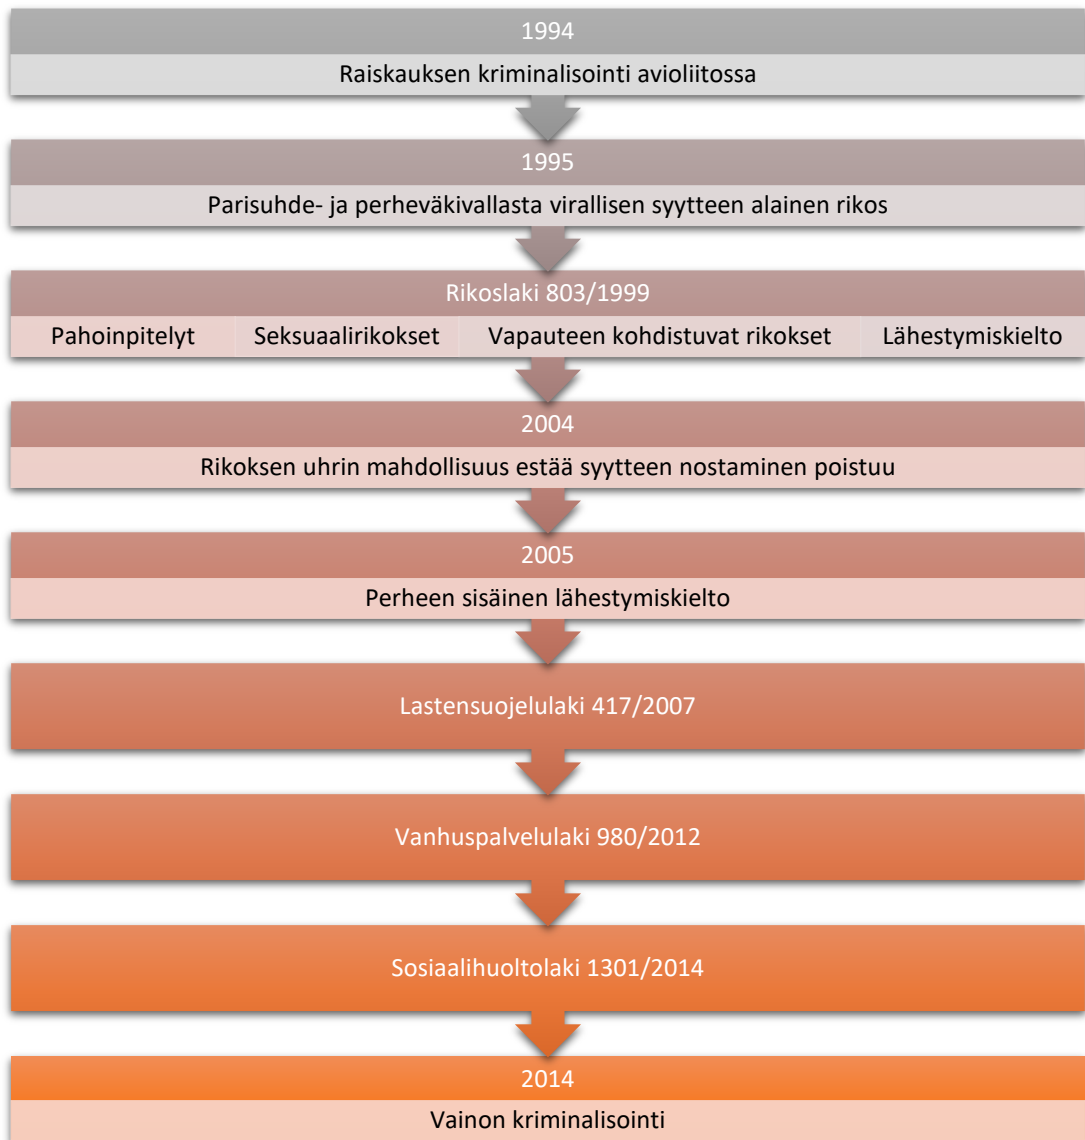 1994
Raiskauksen kriminalisointi avioliitossa
1995
Parisuhde- ja perheväkivallasta virallisen syytteen alainen rikos
Rikoslaki 803/1999
Pahoinpitelyt Seksuaalirikokset Vapauteen kohdistuvat rikokset Lähestymiskielto
2004
Rikoksen uhrin mahdollisuus estää syytteen nostaminen poistuu
2005
Perheen sisäinen lähestymiskielto
Lastensuojelulaki 417/2007
Vanhuspalvelulaki 980/2012
Sosiaalihuoltolaki 1301/2014
2014
Vainon kriminalisointi